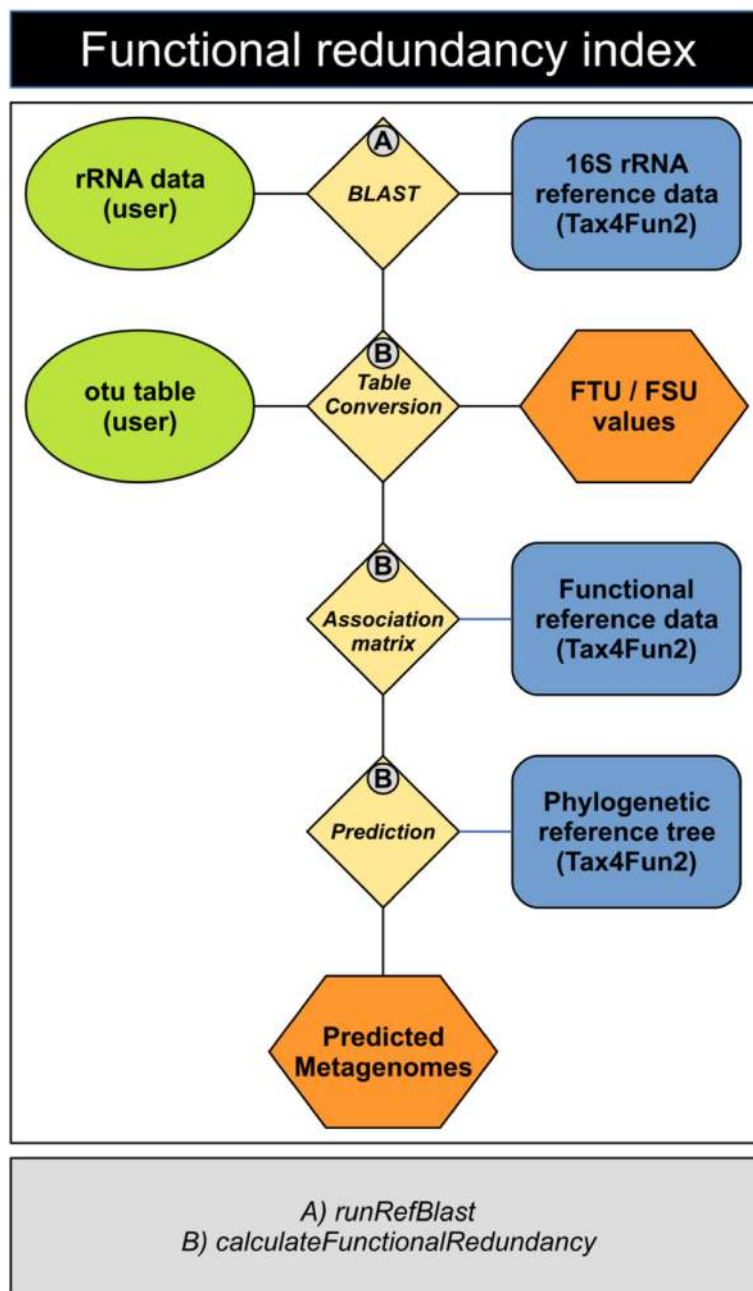 Functional redundancy index
rRNA data
(user)
A
BLAST
16S rRNA
reference data
(Tax4Fun2)
otu table
(user)
B
Table
Conversion
FTU / FSU
values
B
Association
matrix
Functional
reference data
(Tax4Fun2)
B
Prediction
Phylogenetic
reference tree
(Tax4Fun2)
Predicted
Metagenomes
A) runRefBlast
B) calculateFunctionalRedundancy